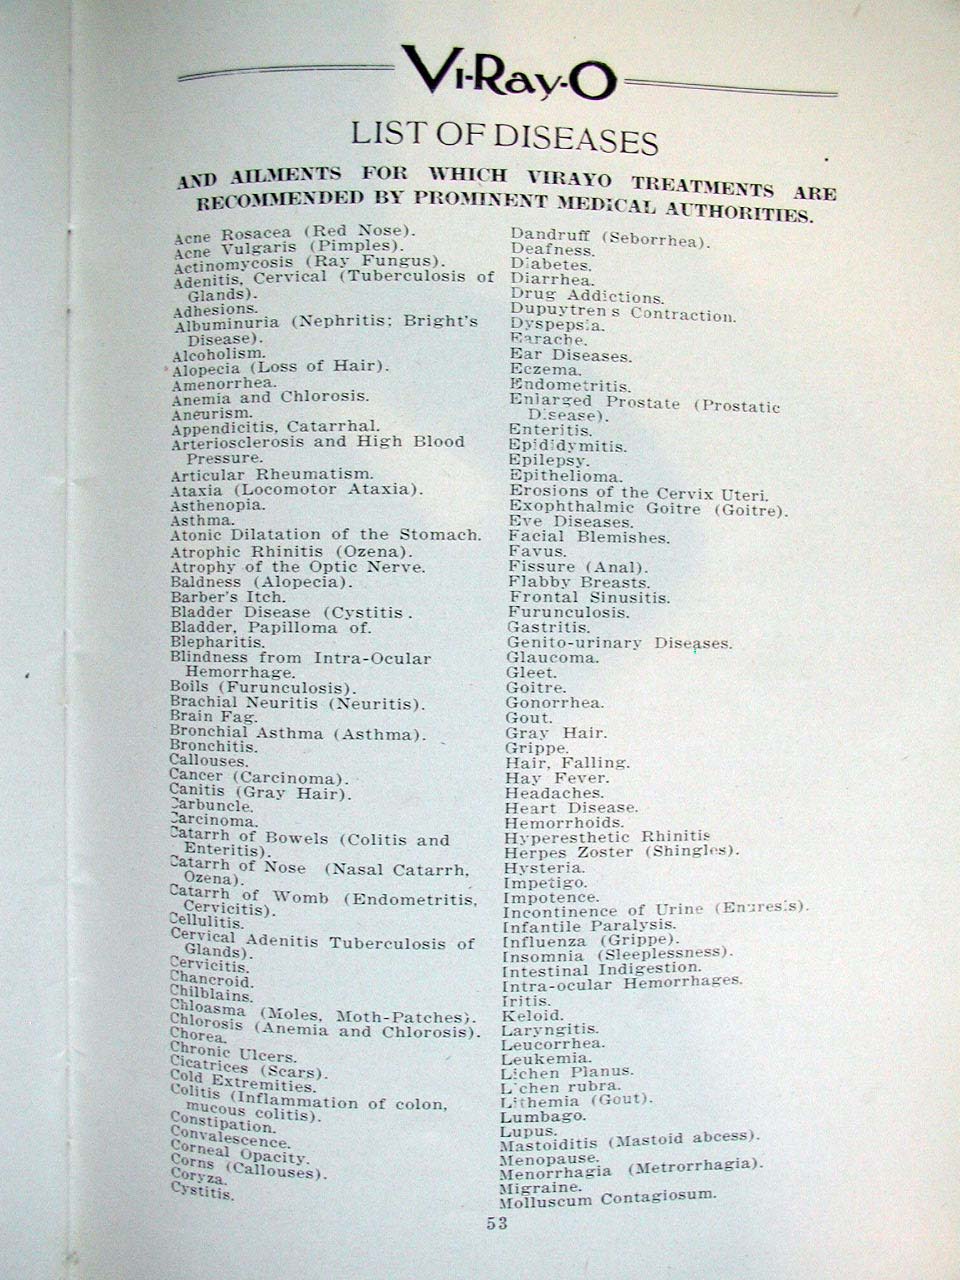 Vi-Ray-O
LIST OF DISEASES
AND AILMENTS FOR WHICH VIRAYO TREATMENTS ARE
RECOMMENDED BY PROMINENT MEDICAL AUTHORITIES.
Acne Rosacea (Red Nose).
Acne Vulgaris (Pimples).
Actinomycosis (Ray Fungus).
Adenitis, Cervical (Tuberculosis of
Glands).
Adhesions.
Albuminuria (Nephritis: Bright's
Disease).
Alcoholism.
Alopecia (Loss of Hair).
Amenorrhea.
Anemia and Chlorosis.
Aneurism.
Appendicitis, Catarrhal.
Arteriosclerosis and High Blood
Pressure.
Articular Rheumatism.
Ataxia (Locomotor Ataxia).
Asthenopia.
Asthma.
Atonic Dilatation of the Stomach.
Atrophic Rhinitis (Ozena).
Atrophy of the Optic Nerve.
Baldness (Alopecia).
Barber's Itch.
Bladder Disease (Cystitis.
Bladder, Papilloma of.
Blepharitis.
Blindness from Intra-Ocular
Hemorrhage.
Boils (Furunculosis).
Brachial Neuritis (Neuritis).
Brain Fag.
Bronchial Asthma (Asthma).
Bronchitis.
Callouses.
Cancer (Carcinoma).
Canitis (Gray Hair).
Carbuncle.
Carcinoma.
Catarrh of Bowels (Colitis and
Enteritis).
Catarrh of Nose (Nasal Catarrh,
Ozena).
Catarrh of Womb (Endometritis,
Cervicitis).
Cellulitis.
Cervical Adenitis Tuberculosis of
Glands).
Cervicitis.
Chancroid.
Chilblains.
Chloasma (Moles, Moth-Patches).
Chlorosis (Anemia and Chlorosis).
Chorea.
Chronic Ulcers.
Cicatrices (Scars).
Cold Extremities.
Colitis (Inflammation of colon,
mucous colitis).
Constipation.
Convalescence.
Corneal Opacity.
Corns (Callouses).
Coryza.
Cystitis.
Dandruff (Seborrhea).
Deafness.
Diabetes.
Diarrhea.
Drug Addictions.
Dupuytren s Contraction.
Dyspepsia.
Earache.
Ear Diseases.
Eczema.
Endometritis.
Enlarged Prostate (Prostatic
Disease).
Enteritis.
Epididymitis.
Epilepsy.
Epithelioma.
Erosions of the Cervix Uteri.
Exophthalmic Goitre (Goitre).
Eye Diseases.
Facial Blemishes.
Favus.
Fissure (Anal).
Flabby Breasts.
Frontal Sinusitis.
Furunculosis.
Gastritis.
Genito-urinary Diseases.
Glaucoma.
Gleet.
Goitre.
Gonorrhea.
Gout.
Gray Hair.
Grippe.
Hair, Falling.
Hay Fever.
Headaches.
Heart Disease.
Hemorrhoids.
Hyperesthetic Rhinitis
Herpes Zoster (Shingles).
Hysteria.
Impetigo.
Impotence.
Incontinence of Urine (Enuresis).
Infantile Paralysis.
Influenza (Grippe).
Insomnia (Sleeplessness).
Intestinal Indigestion.
Intra-ocular Hemorrhages.
Iritis.
Keloid.
Laryngitis.
Leucorrhea.
Leukemia.
Lichen Planus.
Lichen rubra.
Lithemia (Gout).
Lumbago.
Lupus.
Mastoiditis (Mastoid abcess).
Menopause.
Menorrhagia (Metrorrhagia).
Migraine.
Molluscum Contagiosum.
53